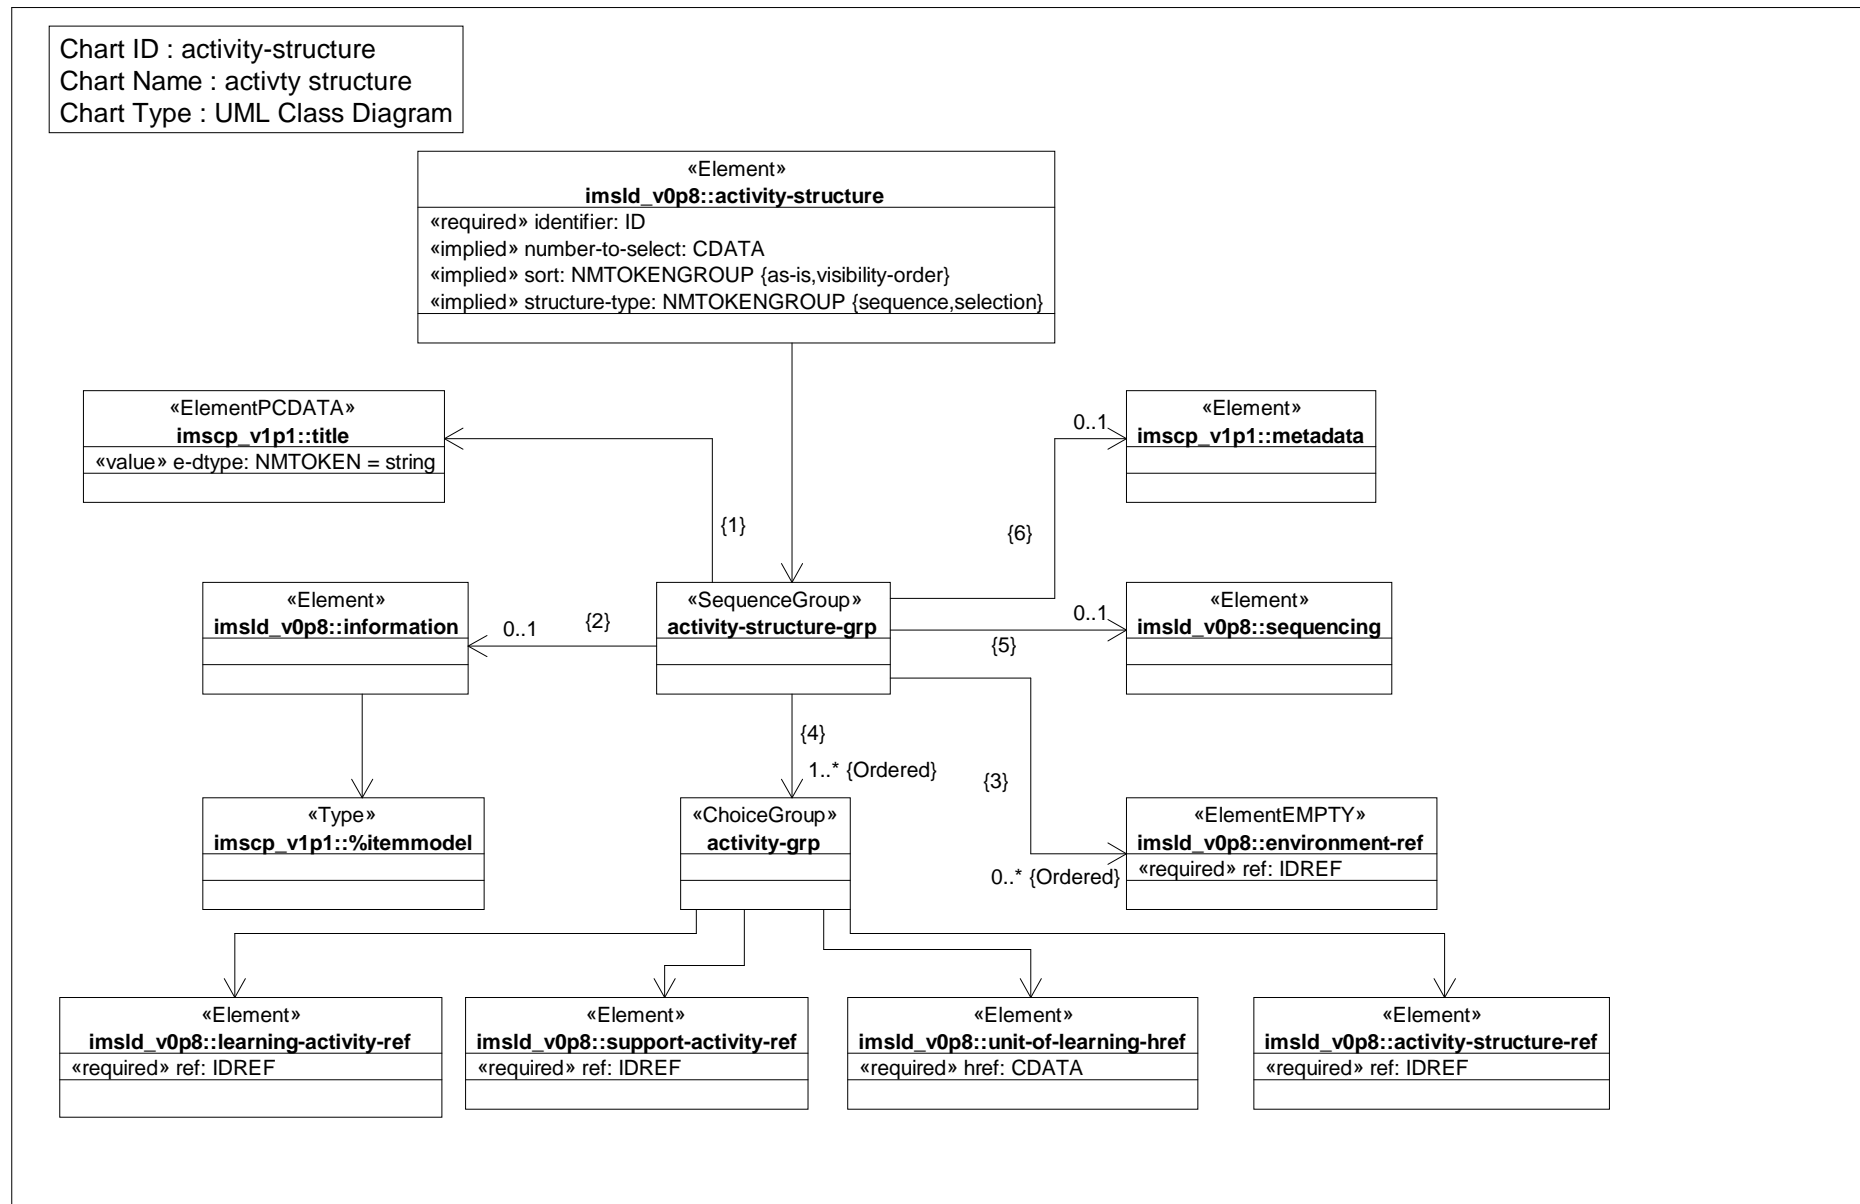 Chart ID : activity-structure
Chart Name : activty structure
Chart Type : UML Class Diagram
«Element»
imsld_v0p8::activity-structure
«required» identifier: ID
«implied» number-to-select: CDATA
«implied» sort: NMTOKENGROUP {as-is,visibility-order}
«implied» structure-type: NMTOKENGROUP {sequence,selection}
«ElementPCDATA»
imscp_v1p1::title
«value» e-dtype: NMTOKEN = string
0..1
«Element»
imscp_v1p1::metadata
{1}
{6}
«Element»
imsld_v0p8::information
0..1
{2}
«SequenceGroup»
activity-structure-grp
0..1
{5}
«Element»
imsld_v0p8::sequencing
{4}
1..* {Ordered}
{3}
0..* {Ordered}
«Type»
imscp_v1p1::%itemmodel
«ChoiceGroup»
activity-grp
«ElementEMPTY»
imsld_v0p8::environment-ref
«required» ref: IDREF
«Element»
imsld_v0p8::learning-activity-ref
«required» ref: IDREF
«Element»
imsld_v0p8::support-activity-ref
«required» ref: IDREF
«Element»
imsld_v0p8::unit-of-learning-href
«required» href: CDATA
«Element»
imsld_v0p8::activity-structure-ref
«required» ref: IDREF